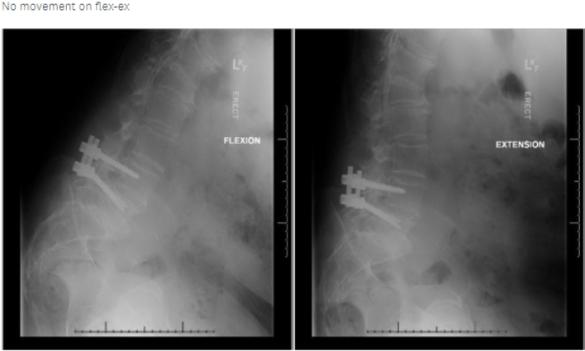 No movement on flex-ex
ERECT
FLEXION
ERECT
EXTENSION